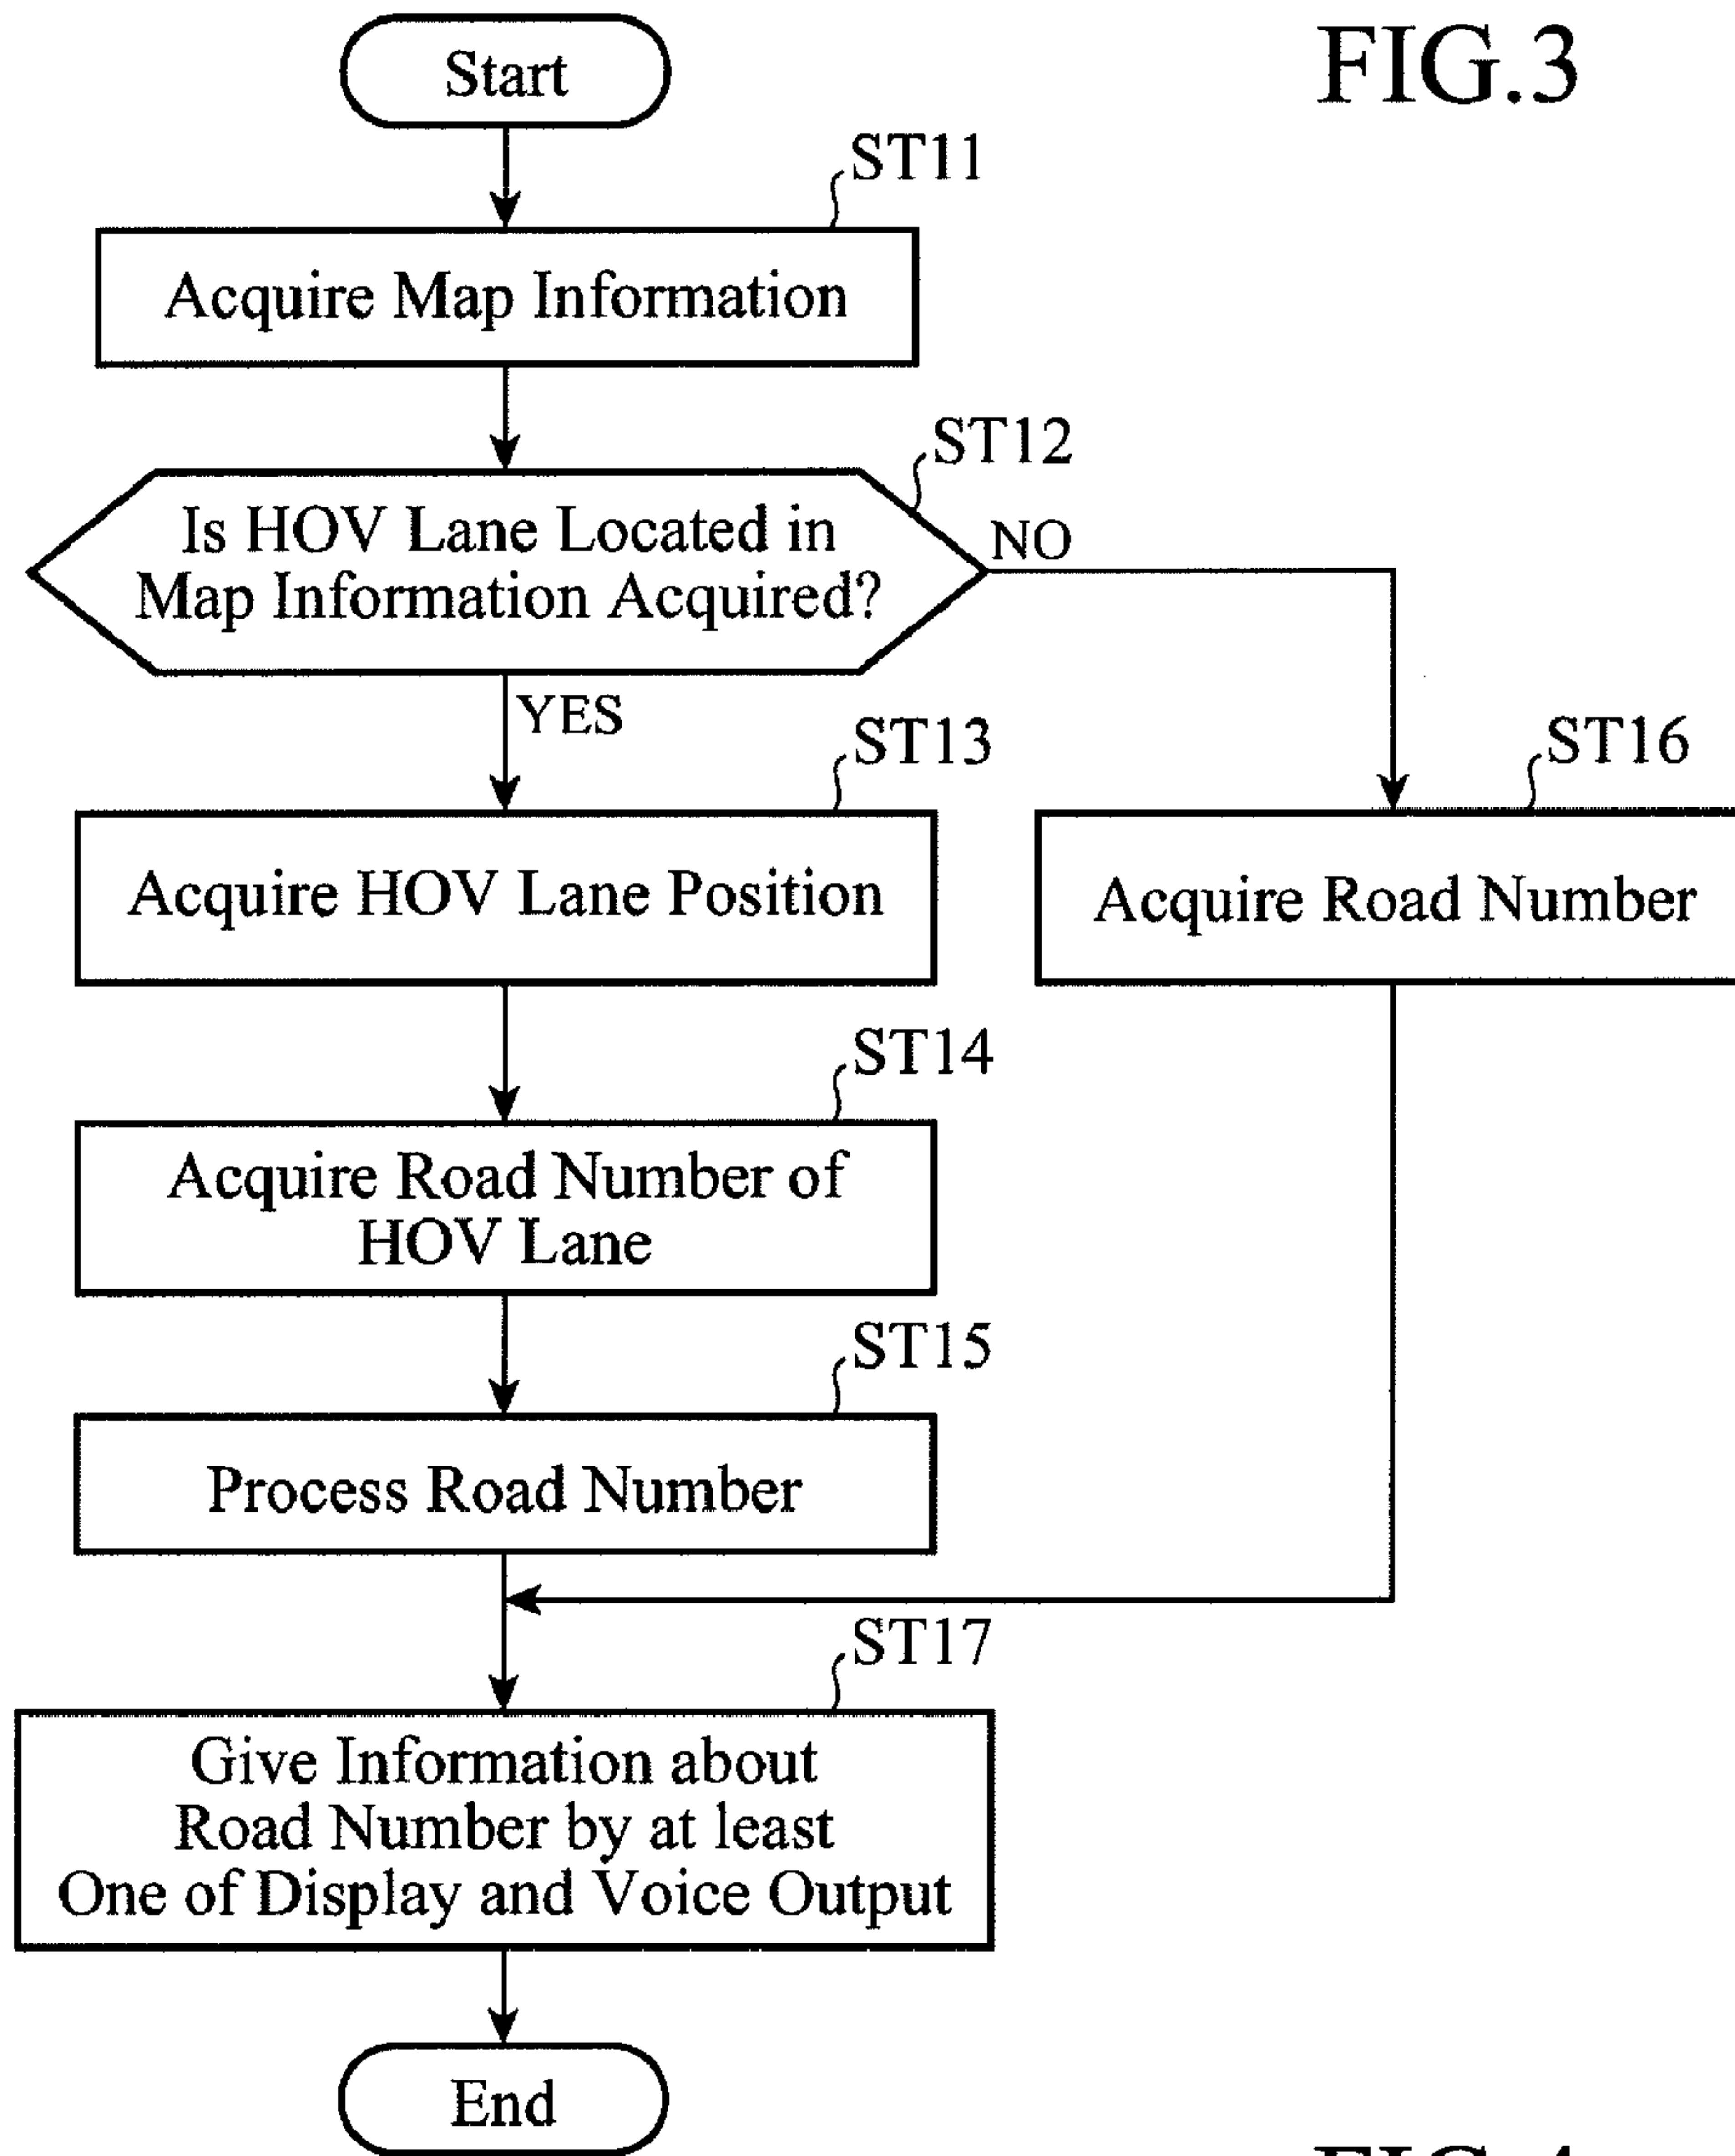 FIG.3
Start
ST11
Acquire Map Information
ST12
Is HOV Lane Located in
Map Information Acquired?
NO
YES
ST13
Acquire HOV Lane Position
ST16
Acquire Road Number
ST14
Acquire Road Number of
HOV Lane
ST15
Process Road Number
ST17
Give Information about
Road Number by at least
One of Display and Voice Output
End